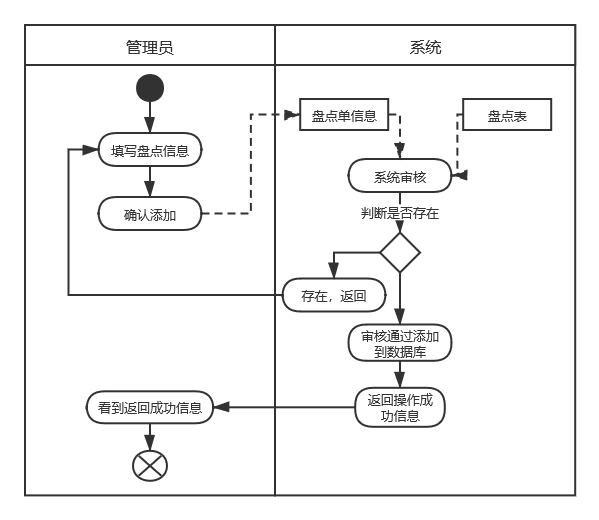 管理员
系统
盘点单信息
盘点表
填写盘点信息
系统审核
确认添加
判断是否存在
存在，返回
审核通过添加
到数据库
返回操作成
功信息
看到返回成功信息